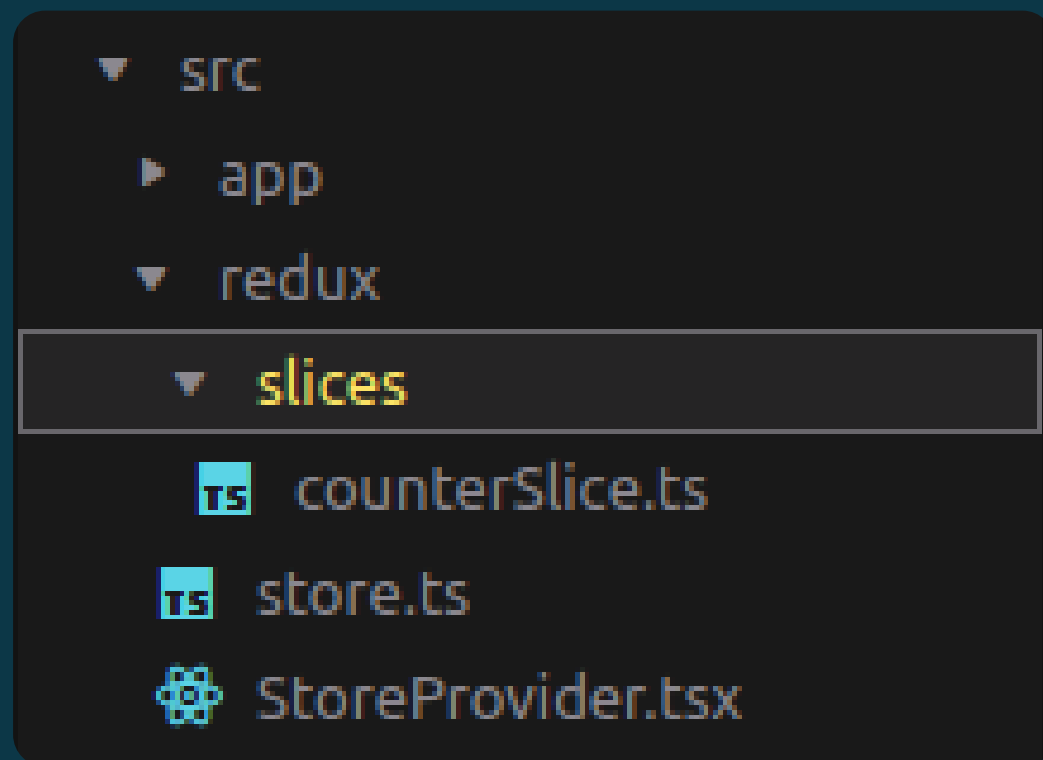 src
app
redux
slices
TS counterSlice.ts
TS store.ts
StoreProvider.tsx